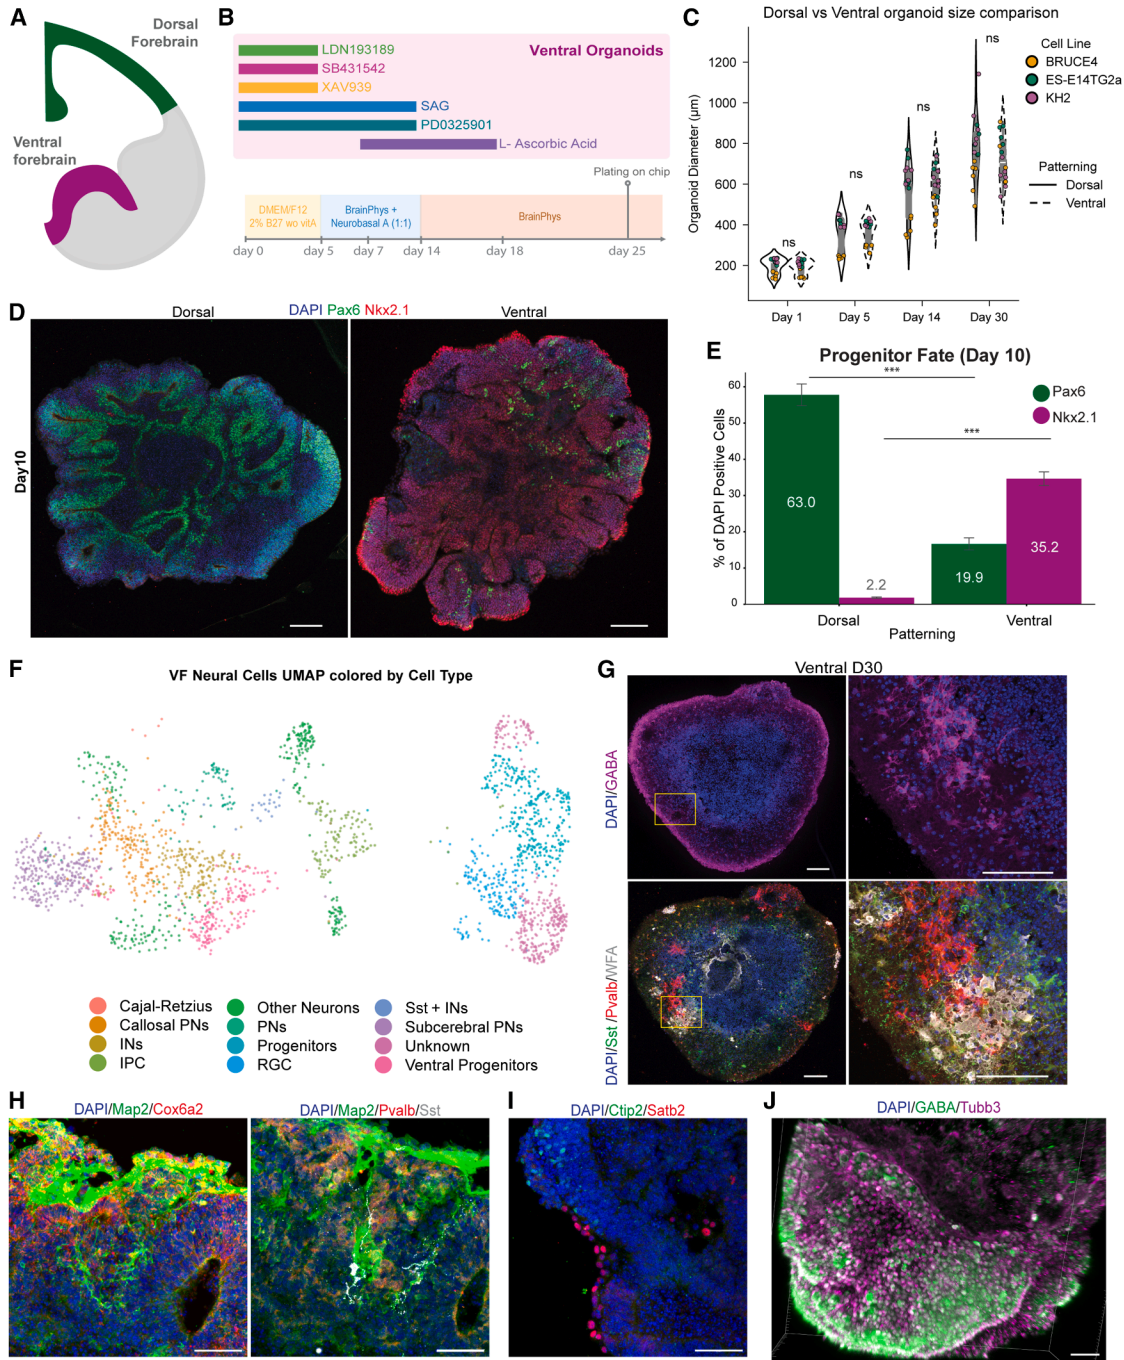 A
Dorsal
Forebrain
Ventral
forebrain
B
Ventral Organoids
LDN193189
SB431542
XAV939
SAG
PD0325901
L- Ascorbic Acid
Plating on chip
DMEM/F12
2% B27 wo vitA
BrainPhys +
Neurobasal A (1:1)
BrainPhys
day 0
day 5
day 7
day 14
day 18
day 25
C
Dorsal vs Ventral organoid size comparison
Organoid Diameter (μm)
1200
1000
800
600
400
200
ns
ns
ns
ns
Day 1
Day 5
Day 14
Day 30
Cell Line
BRUCE4
ES-E14TG2a
KH2
Patterning
Dorsal
Ventral
D
Dorsal
DAPI Pax6 Nkx2.1
Ventral
Day10
E
Progenitor Fate (Day 10)
% of DAPI Positive Cells
60
50
40
30
20
10
0
***
***
Pax6
Nkx2.1
63.0
2.2
19.9
35.2
Dorsal
Ventral
Patterning
F
VF Neural Cells UMAP colored by Cell Type
Cajal-Retzius
Callosal PNs
INs
IPC
Other Neurons
PNs
Progenitors
RGC
Sst + INs
Subcerebral PNs
Unknown
Ventral Progenitors
G
Ventral D30
DAPI/GABA
DAPI/Sst /Pvalb/WFA
H
DAPI/Map2/Cox6a2
DAPI/Map2/Pvalb/Sst
I
DAPI/Ctip2/Satb2
J
DAPI/GABA/Tubb3